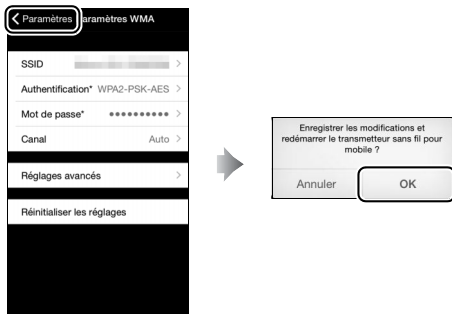 Paramètres aramètres WMA
SSID
Authentification* WPA2-PSK-AES
Mot de passe* ••••••••••
Canal Auto
Réglages avancés
Réinitialiser les réglages
Enregistrer les modifications et
redémarrer le transmetteur sans fil pour
mobile ?
Annuler OK